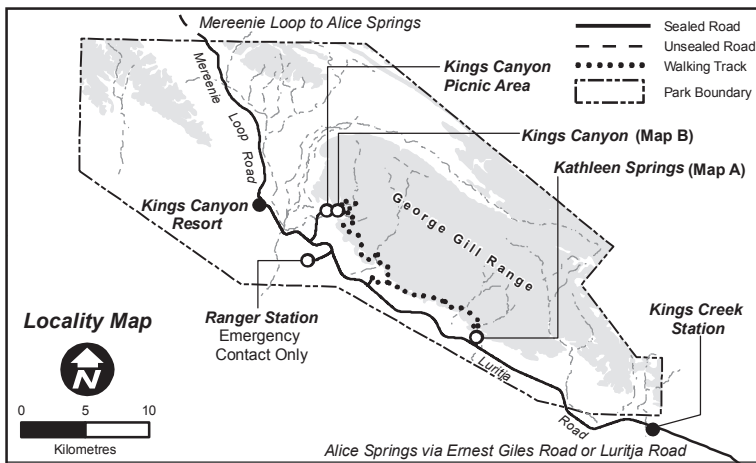 Mereenie Loop to Alice Springs
Sealed Road
Unsealed Road
Walking Track
Park Boundary
Kings Canyon
Picnic Area
Mereenie
Loop Road
Kings Canyon (Map B)
Kathleen Springs (Map A)
Kings Canyon
Resort
George Gill Range
Ranger Station
Emergency
Contact Only
Kings Creek
Station
Locality Map
N
0 5 10
Kilometres
Luritja
Road
Alice Springs via Ernest Giles Road or Luritja Road